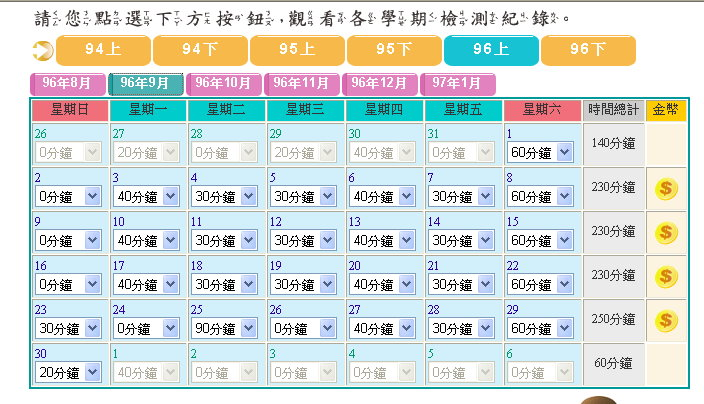 請您點選下方按鈕，觀看各學期檢測紀錄。
94上 94下 95上 95下 96上 96下
96年8月 96年9月 96年10月 96年11月 96年12月 97年1月
星期日 星期一 星期二 星期三 星期四 星期五 星期六 時間總計 金幣
26 27 28 29 30 31 1
0分鐘 20分鐘 0分鐘 20分鐘 40分鐘 0分鐘 60分鐘 140分鐘
2 3 4 5 6 7 8
0分鐘 40分鐘 30分鐘 30分鐘 40分鐘 30分鐘 60分鐘 230分鐘 $
9 10 11 12 13 14 15
0分鐘 40分鐘 30分鐘 30分鐘 40分鐘 30分鐘 60分鐘 230分鐘 $
16 17 18 19 20 21 22
0分鐘 40分鐘 30分鐘 30分鐘 40分鐘 30分鐘 60分鐘 230分鐘 $
23 24 25 26 27 28 29
30分鐘 0分鐘 90分鐘 0分鐘 40分鐘 30分鐘 60分鐘 250分鐘 $
30 1 2 3 4 5 6
20分鐘 40分鐘 0分鐘 0分鐘 0分鐘 0分鐘 0分鐘 60分鐘